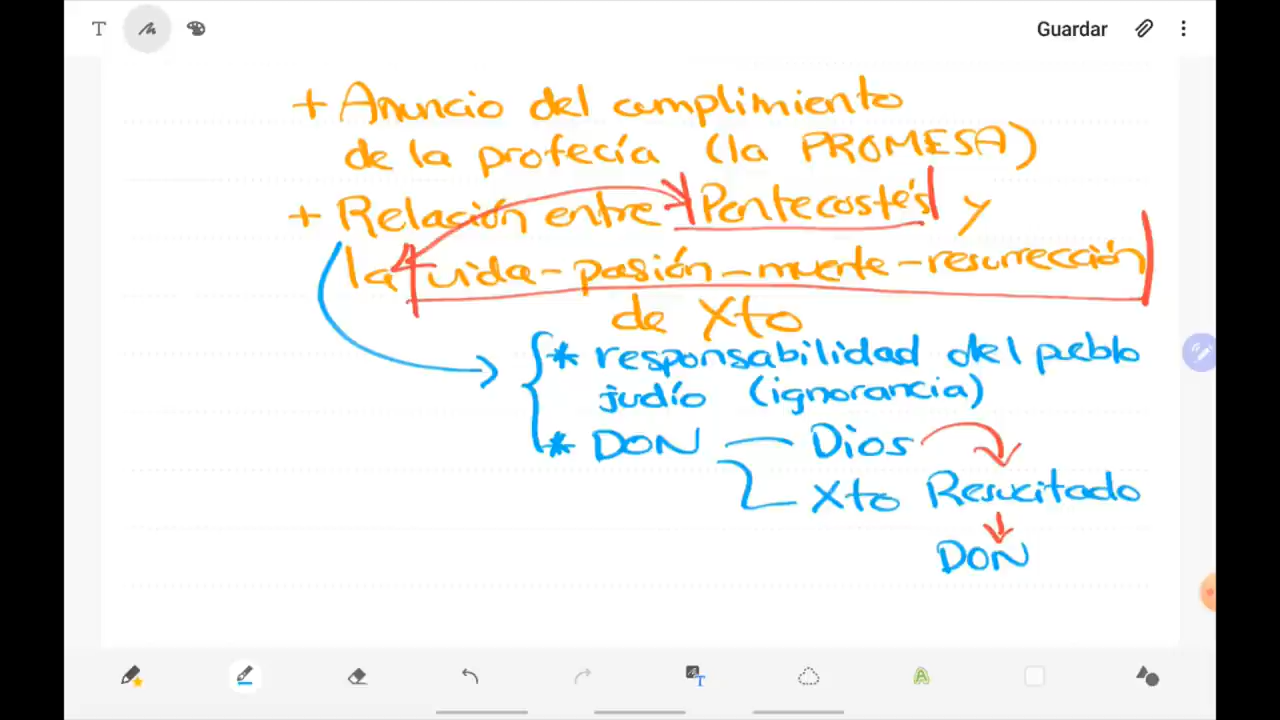 T Guardar
+ Anuncio del cumplimiento
de la profecía (la PROMESA)
+ Relación entre Pentecostés y
la vida-pasión-muerte-resurrección
de Xto
* responsabilidad del pueblo
judío (ignorancia)
* DON — Dios
Xto Resucitado
DON